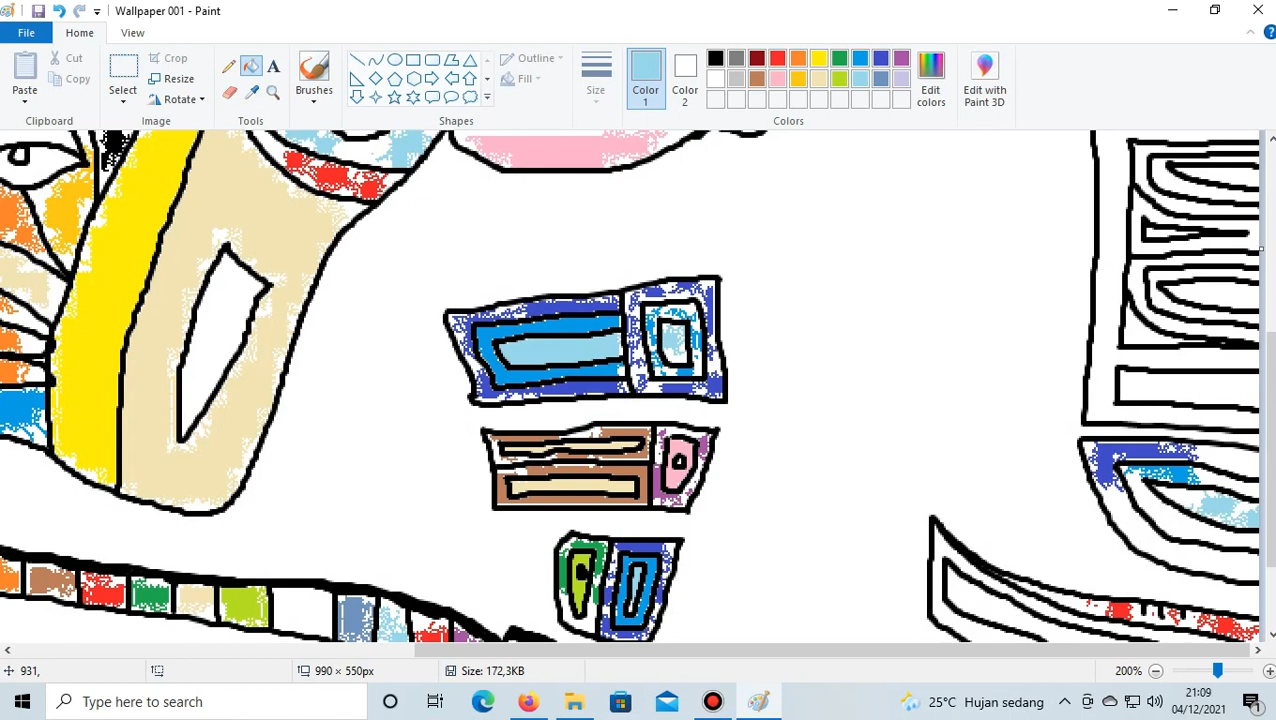 Wallpaper 001 - Paint
File Home View
Paste
Cut
Copy
Clipboard
Select
Crop
Resize
Rotate
Image
A
Tools
Brushes
Outline
Fill
Shapes
Size
Color 1
Color 2
Edit colors
Colors
Edit with Paint 3D
931,
990 × 550px
Size: 172,3KB
200%
Type here to search
25°C Hujan sedang
21:09
04/12/2021
1